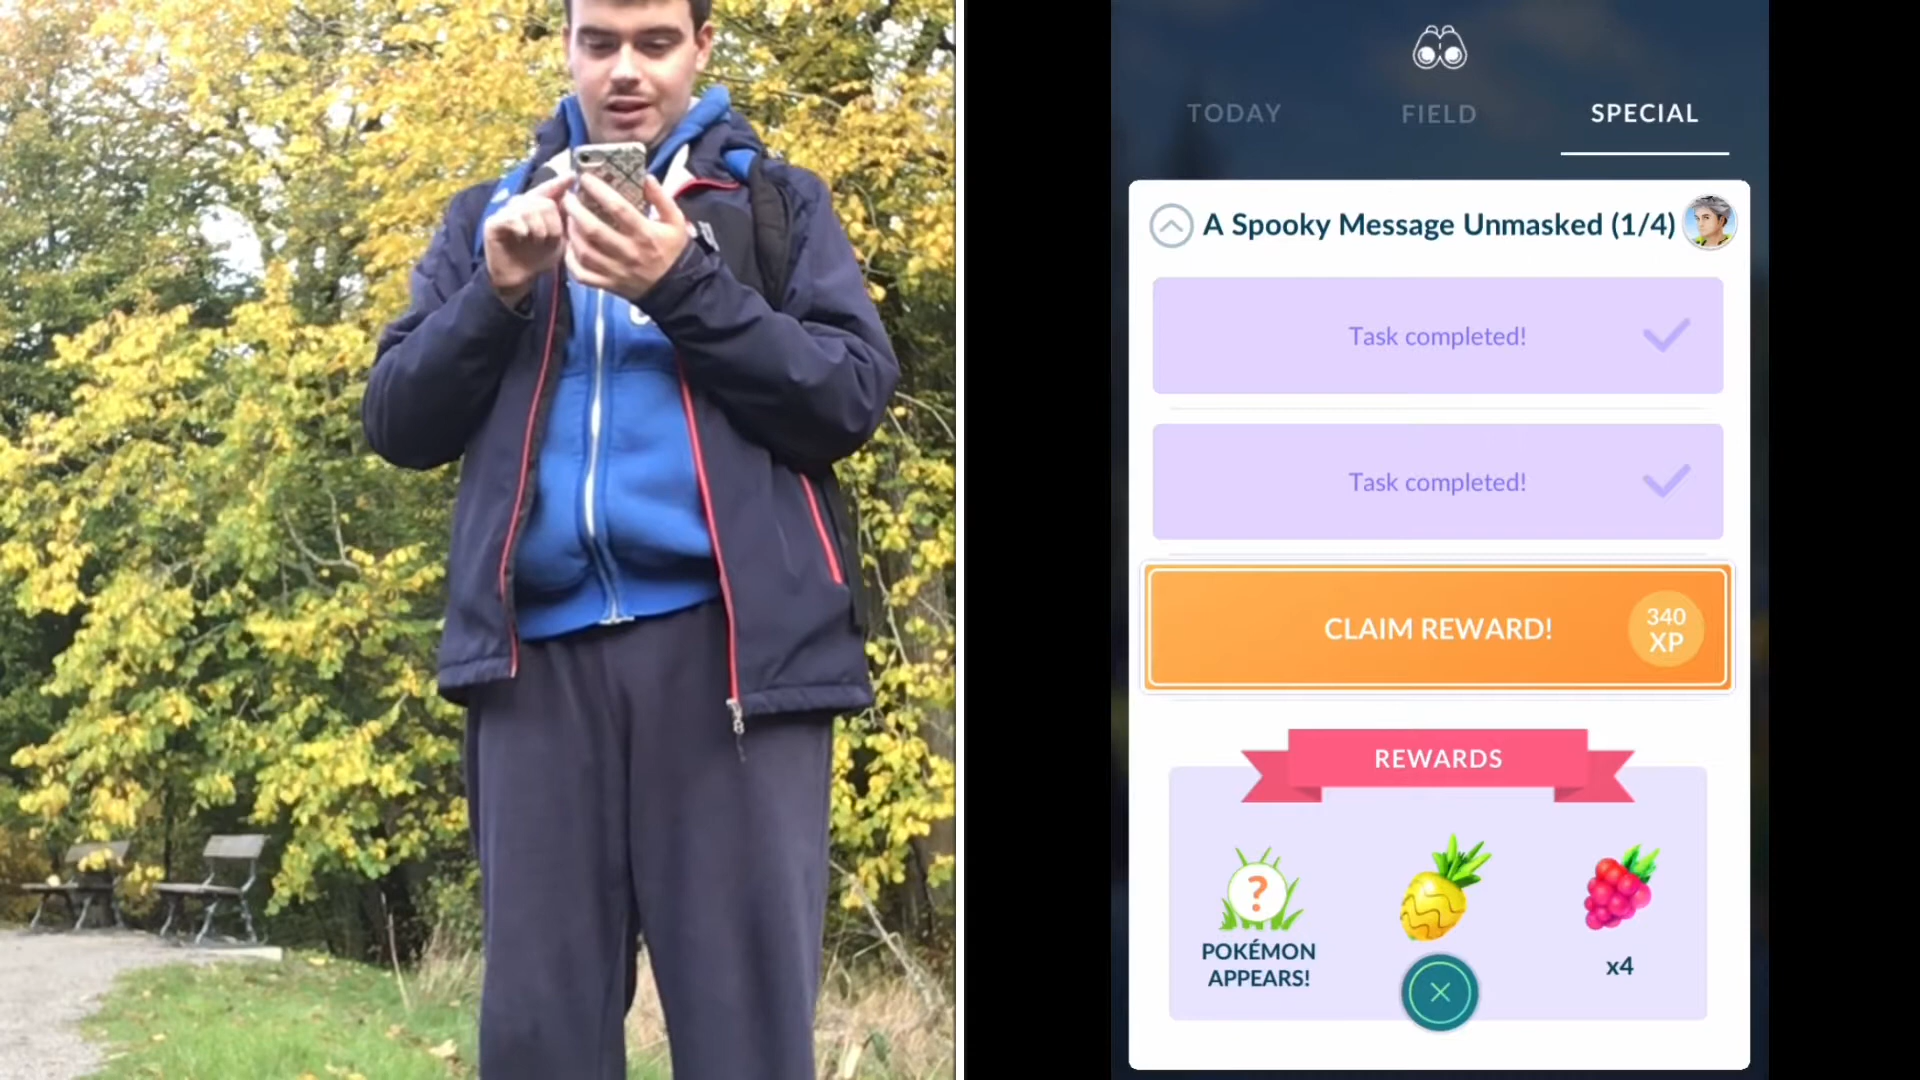 TODAY
FIELD
SPECIAL
A Spooky Message Unmasked (1/4)
Task completed!
Task completed!
CLAIM REWARD!
340
XP
REWARDS
?
POKÉMON
APPEARS!
x4